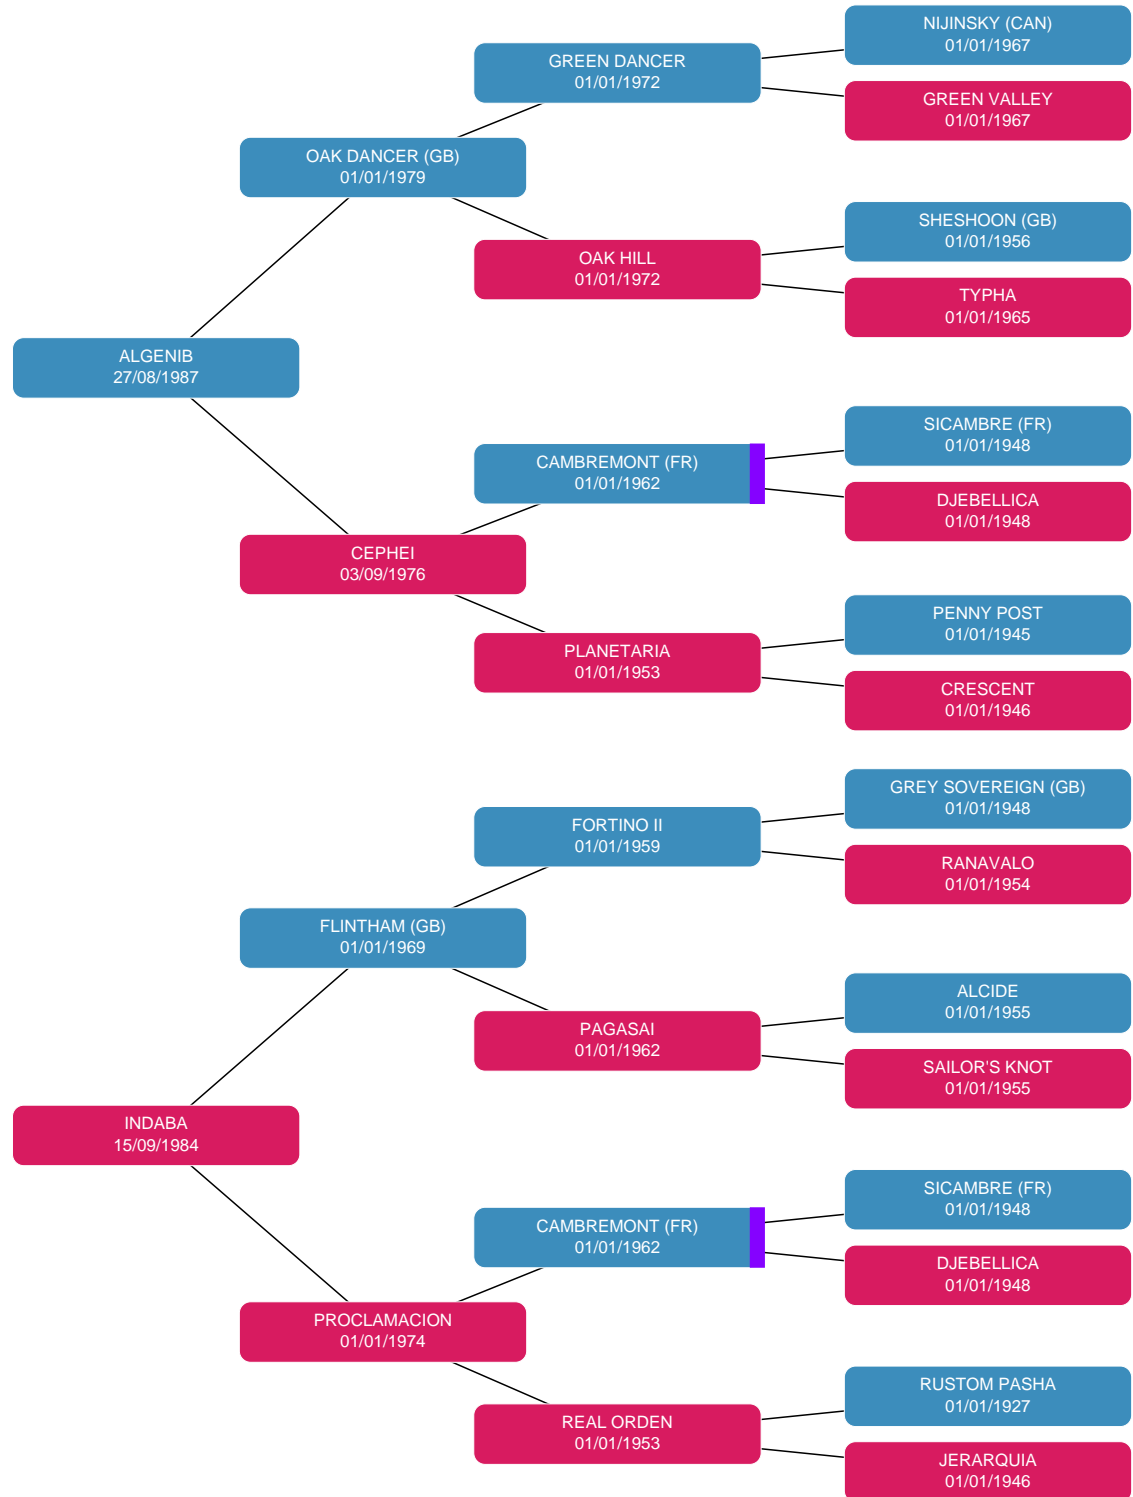 NIJINSKY (CAN)
01/01/1967
GREEN DANCER
01/01/1972
GREEN VALLEY
01/01/1967
OAK DANCER (GB)
01/01/1979
SHESHOON (GB)
01/01/1956
OAK HILL
01/01/1972
TYPHA
01/01/1965
ALGENIB
27/08/1987
SICAMBRE (FR)
01/01/1948
CAMBREMONT (FR)
01/01/1962
DJEBELLICA
01/01/1948
CEPHEI
03/09/1976
PENNY POST
01/01/1945
PLANETARIA
01/01/1953
CRESCENT
01/01/1946
GREY SOVEREIGN (GB)
01/01/1948
FORTINO II
01/01/1959
RANAVALO
01/01/1954
FLINTHAM (GB)
01/01/1969
ALCIDE
01/01/1955
PAGASAI
01/01/1962
SAILOR'S KNOT
01/01/1955
INDABA
15/09/1984
SICAMBRE (FR)
01/01/1948
CAMBREMONT (FR)
01/01/1962
DJEBELLICA
01/01/1948
PROCLAMACION
01/01/1974
RUSTOM PASHA
01/01/1927
REAL ORDEN
01/01/1953
JERARQUIA
01/01/1946